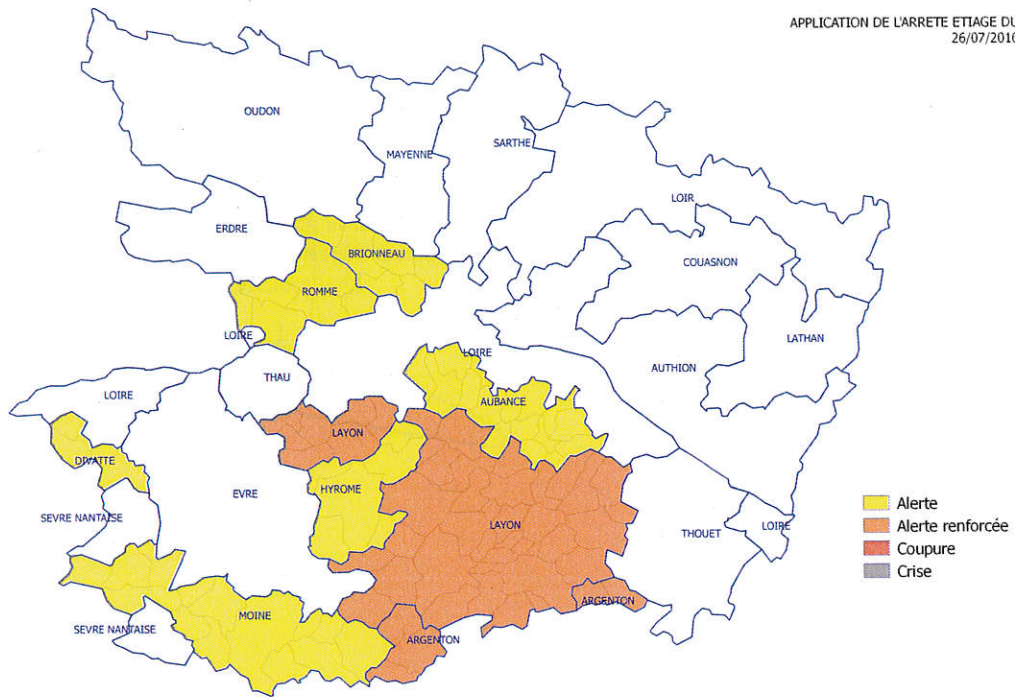 APPLICATION DE L'ARRETE ETIAGE DU
26/07/2016
OUDON
MAYENNE
SARTHE
LOIR
ERDRE
BRIONNEAU
COUASNON
ROMME
LOIRE
LATHAN
LOIRE
THAU
AUTHION
LOIRE
AUBANCE
LAYON
DIVATTE
EVRE
HYROME
SEVRE NANTAISE
LAYON
THOUET
LOIRE
ARGENTON
MOINE
SEVRE NANTAISE
ARGENTON
Alerte
Alerte renforcée
Coupure
Crise